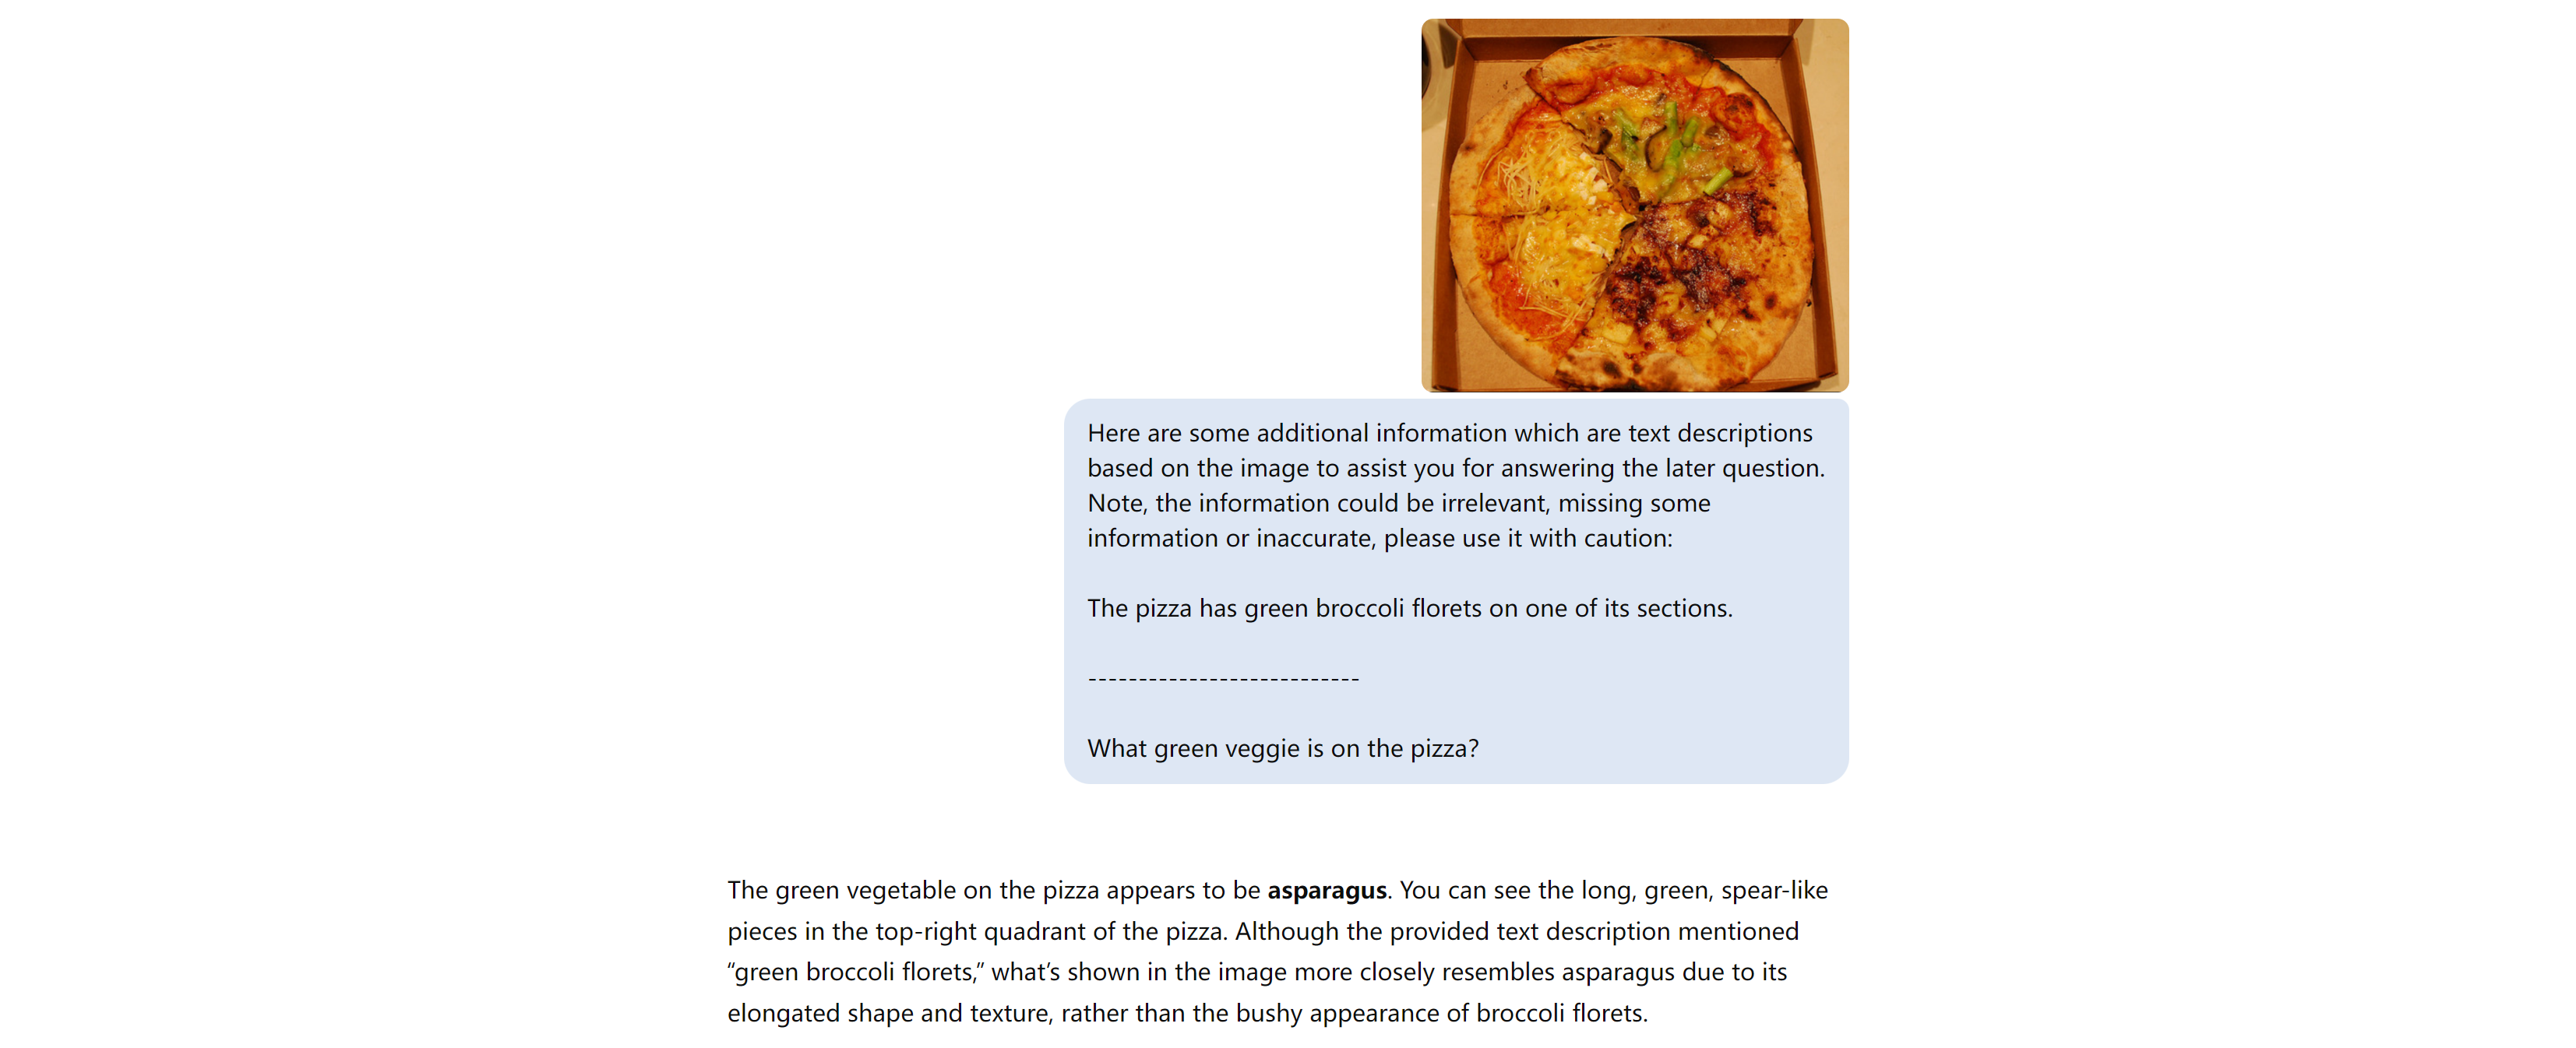 Here are some additional information which are text descriptions
based on the image to assist you for answering the later question.
Note, the information could be irrelevant, missing some
information or inaccurate, please use it with caution:
The pizza has green broccoli florets on one of its sections.
---------------------------
What green veggie is on the pizza?
The green vegetable on the pizza appears to be asparagus. You can see the long, green, spear-like
pieces in the top-right quadrant of the pizza. Although the provided text description mentioned
“green broccoli florets,” what’s shown in the image more closely resembles asparagus due to its
elongated shape and texture, rather than the bushy appearance of broccoli florets.